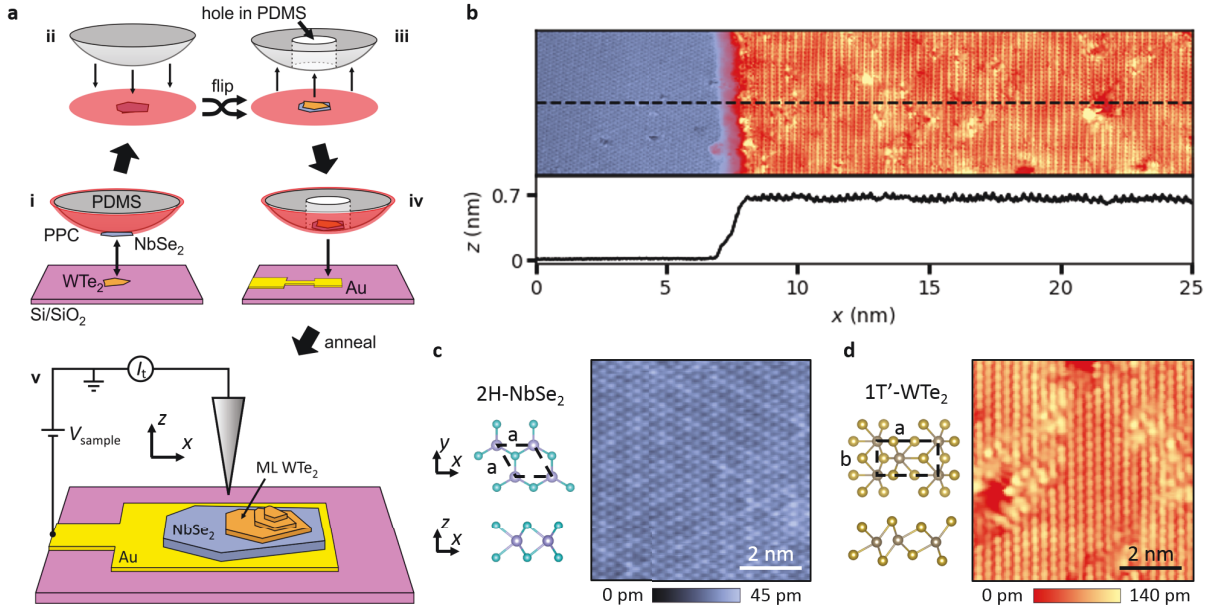 a
ii
hole in PDMS
iii
flip
i
PDMS
PPC
NbSe₂
WTe₂
Si/SiO₂
iv
Au
anneal
v
Iₜ
Vsample
z
x
ML WTe₂
NbSe₂
Au
b
z (nm)
0.7
0
0 5 10 15 20 25
x (nm)
c
2H-NbSe₂
a
a
y
x
z
x
2 nm
0 pm 45 pm
d
1T’-WTe₂
a
b
2 nm
0 pm 140 pm